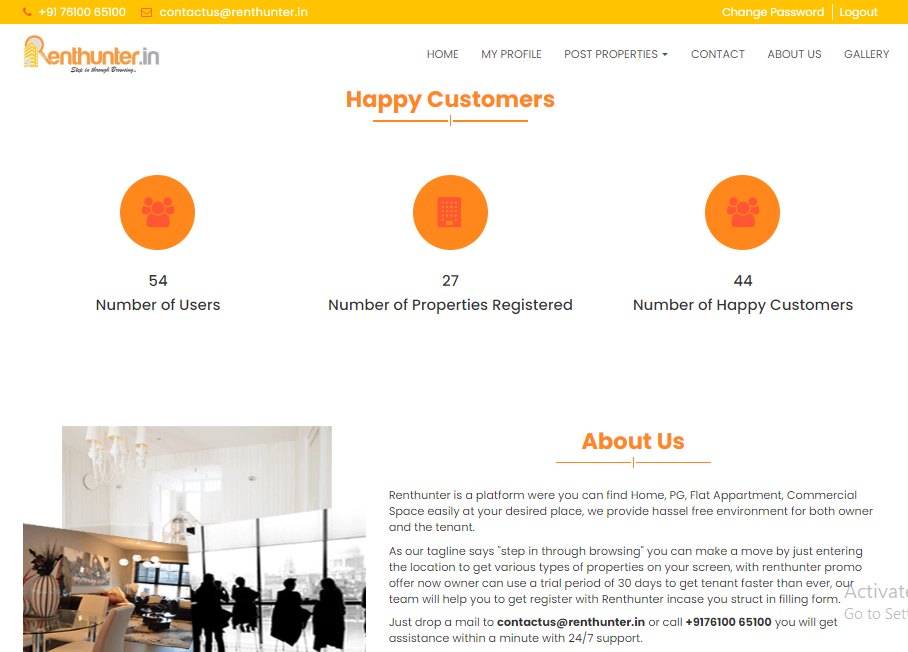 +91 76100 65100 contactus@renthunter.in Change Password Logout
Renthunter.in
Step in through Browsing..
HOME MY PROFILE POST PROPERTIES CONTACT ABOUT US GALLERY
Happy Customers
54 27 44
Number of Users Number of Properties Registered Number of Happy Customers
About Us
Renthunter is a platform were you can find Home, PG, Flat Appartment, Commercial
Space easily at your desired place, we provide hassel free environment for both owner
and the tenant.
As our tagline says "step in through browsing" you can make a move by just entering
the location to get various types of properties on your screen, with renthunter promo
offer now owner can use a trial period of 30 days to get tenant faster than ever, our
team will help you to get register with Renthunter incase you struct in filling form.
Just drop a mail to contactus@renthunter.in or call +9176100 65100 you will get
assistance within a minute with 24/7 support.
Activate
Go to Sett